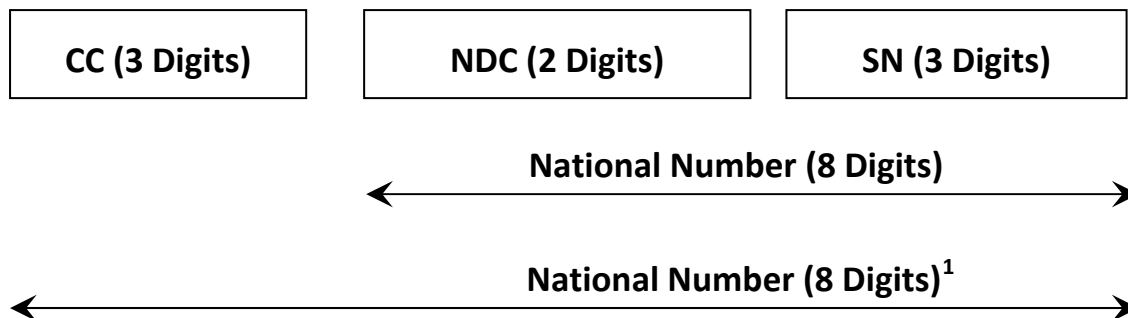 CC (3 Digits) NDC (2 Digits) SN (3 Digits)
National Number (8 Digits)
National Number (8 Digits)¹